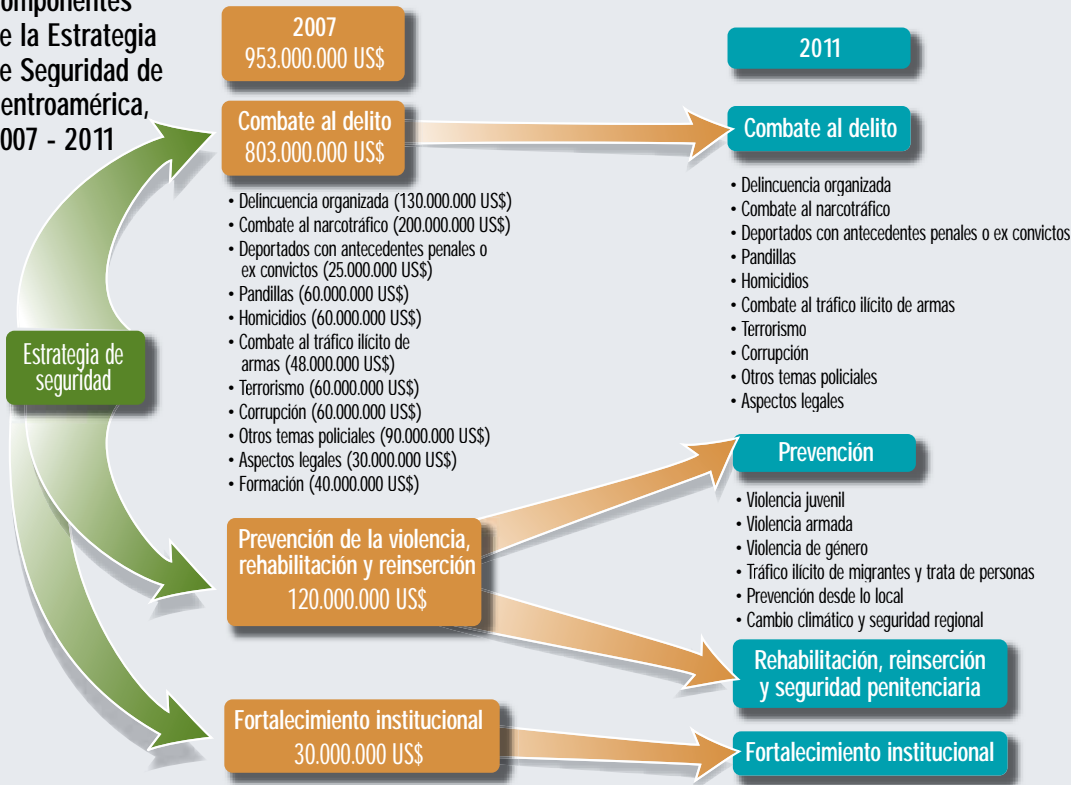 omponentes
e la Estrategia
e Seguridad de
entroamérica,
007 - 2011
2007
953.000.000 US$
2011
Combate al delito
803.000.000 US$
Combate al delito
• Delincuencia organizada (130.000.000 US$)
• Combate al narcotráfico (200.000.000 US$)
• Deportados con antecedentes penales o
ex convictos (25.000.000 US$)
• Pandillas (60.000.000 US$)
• Homicidios (60.000.000 US$)
• Combate al tráfico ilícito de
armas (48.000.000 US$)
• Terrorismo (60.000.000 US$)
• Corrupción (60.000.000 US$)
• Otros temas policiales (90.000.000 US$)
• Aspectos legales (30.000.000 US$)
• Formación (40.000.000 US$)
• Delincuencia organizada
• Combate al narcotráfico
• Deportados con antecedentes penales o ex convictos
• Pandillas
• Homicidios
• Combate al tráfico ilícito de armas
• Terrorismo
• Corrupción
• Otros temas policiales
• Aspectos legales
Estrategia de
seguridad
Prevención de la violencia,
rehabilitación y reinserción
120.000.000 US$
Prevención
• Violencia juvenil
• Violencia armada
• Violencia de género
• Tráfico ilícito de migrantes y trata de personas
• Prevención desde lo local
• Cambio climático y seguridad regional
Rehabilitación, reinserción
y seguridad penitenciaria
Fortalecimiento institucional
30.000.000 US$
Fortalecimiento institucional